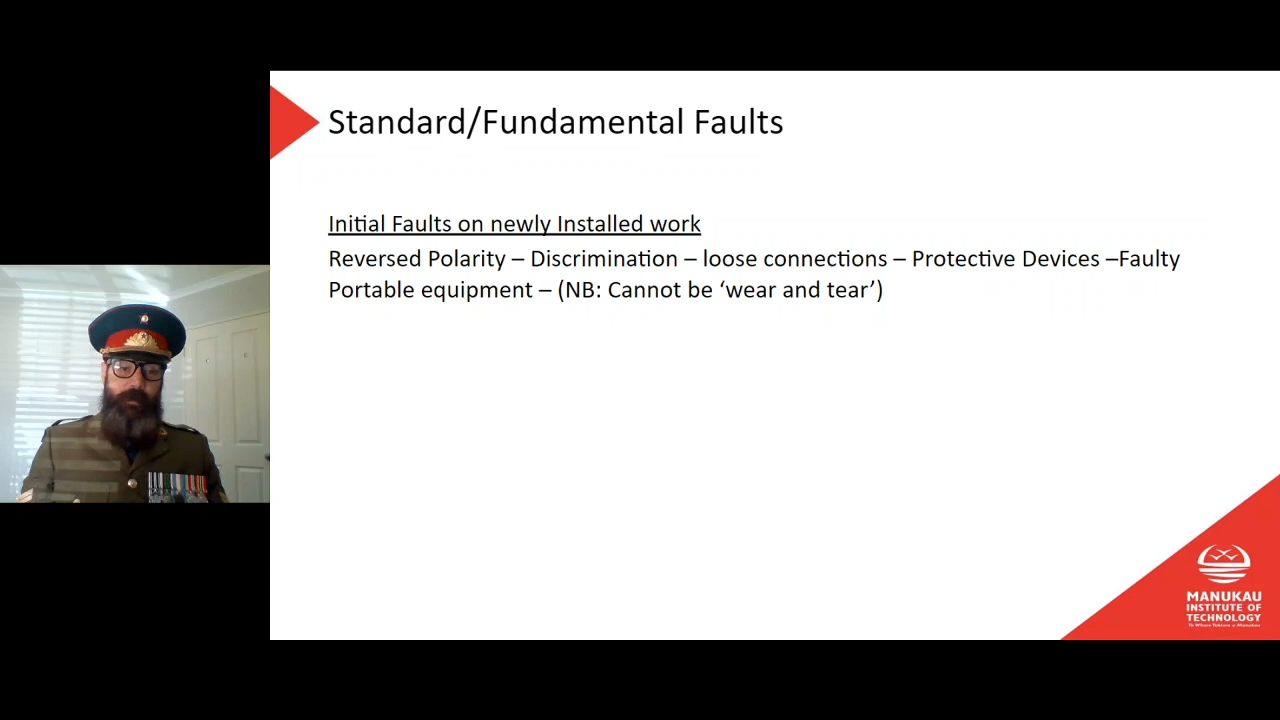 Standard/Fundamental Faults
Initial Faults on newly Installed work
Reversed Polarity – Discrimination – loose connections – Protective Devices –Faulty
Portable equipment – (NB: Cannot be ‘wear and tear’)
MANUKAU
INSTITUTE OF
TECHNOLOGY